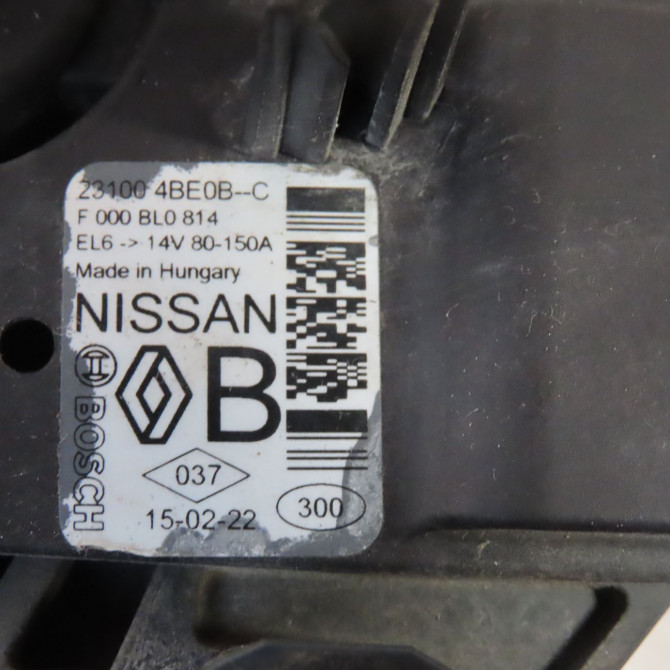 23100 4BE0B--C
F 000 BL0 814
EL6 -> 14V 80-150A
Made in Hungary
NISSAN
B
BOSCH
037
15-02-22
300